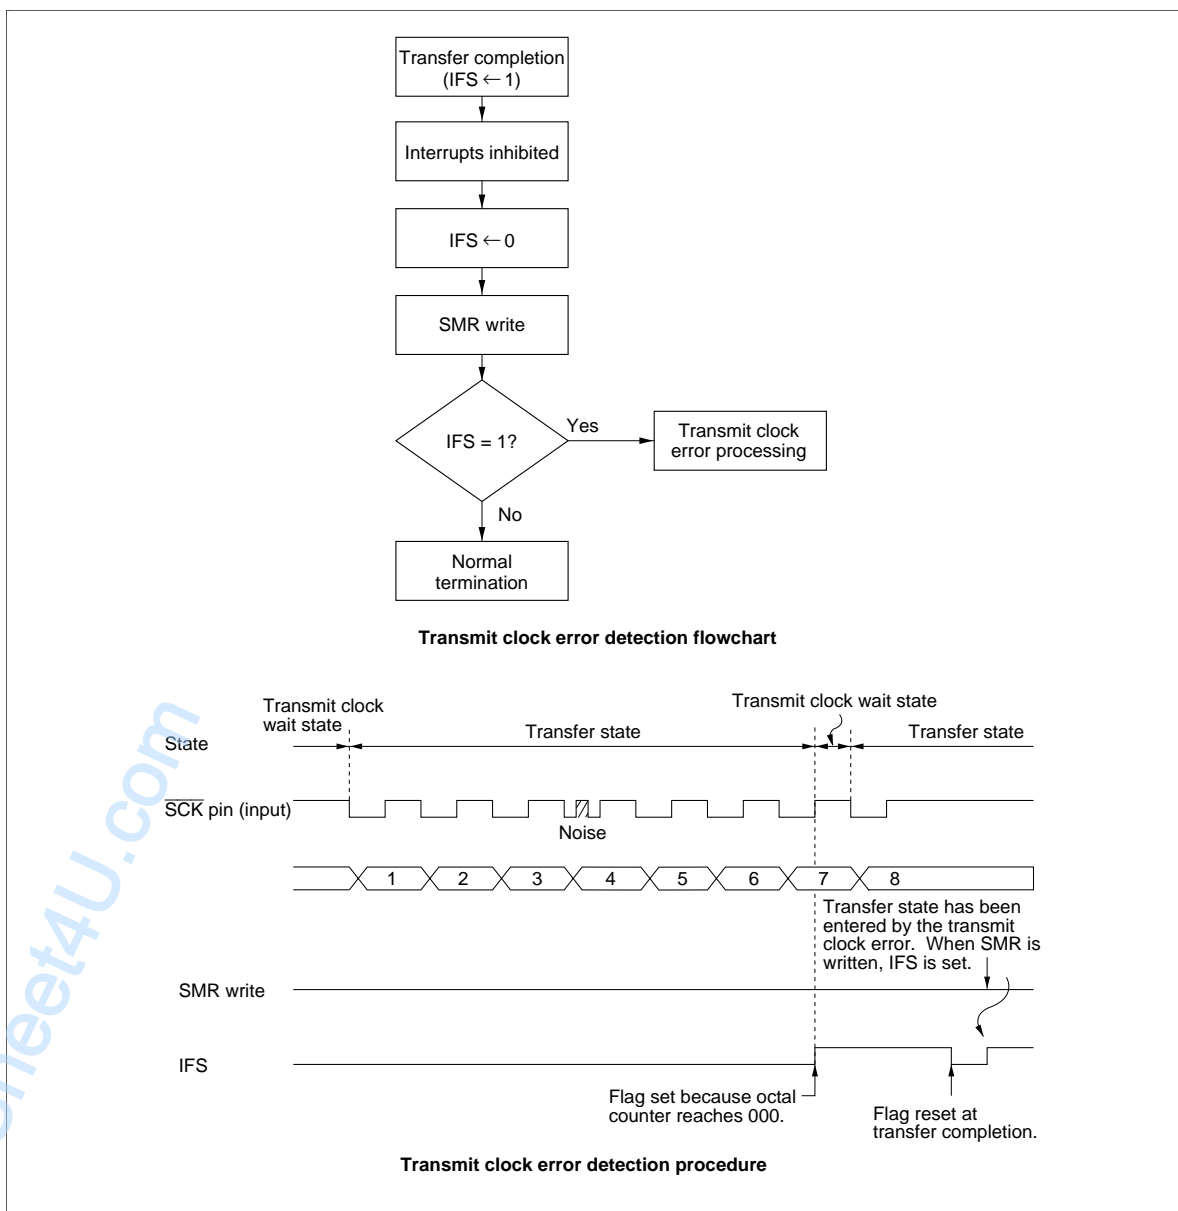 Transfer completion
(IFS ← 1)
Interrupts inhibited
IFS ← 0
SMR write
IFS = 1?
Yes
Transmit clock
error processing
No
Normal
termination
Transmit clock error detection flowchart
Transmit clock
wait state
Transmit clock wait state
State
Transfer state
Transfer state
SCK pin (input)
Noise
1 2 3 4 5 6 7 8
Transfer state has been
entered by the transmit
clock error. When SMR is
written, IFS is set.
SMR write
IFS
Flag set because octal
counter reaches 000.
Flag reset at
transfer completion.
Transmit clock error detection procedure